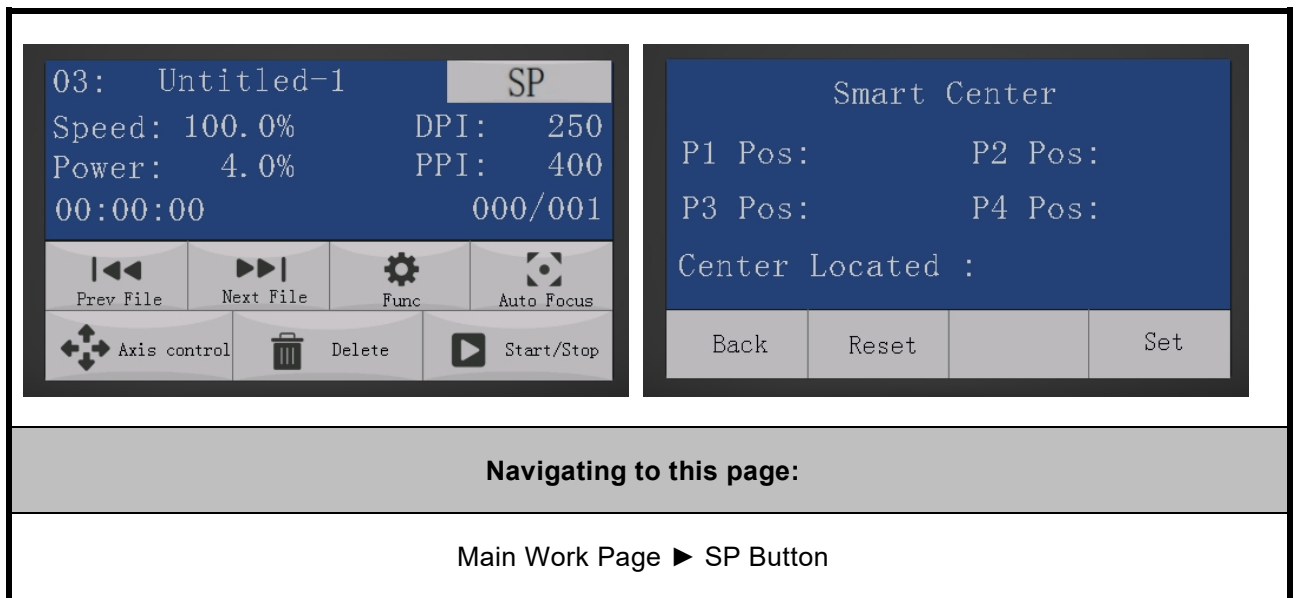 03: Untitled-1 SP
Speed: 100.0% DPI: 250
Power: 4.0% PPI: 400
00:00:00 000/001
Prev File Next File Func Auto Focus
Axis control Delete Start/Stop
Smart Center
P1 Pos: P2 Pos:
P3 Pos: P4 Pos:
Center Located :
Back Reset Set
Navigating to this page:
Main Work Page ► SP Button